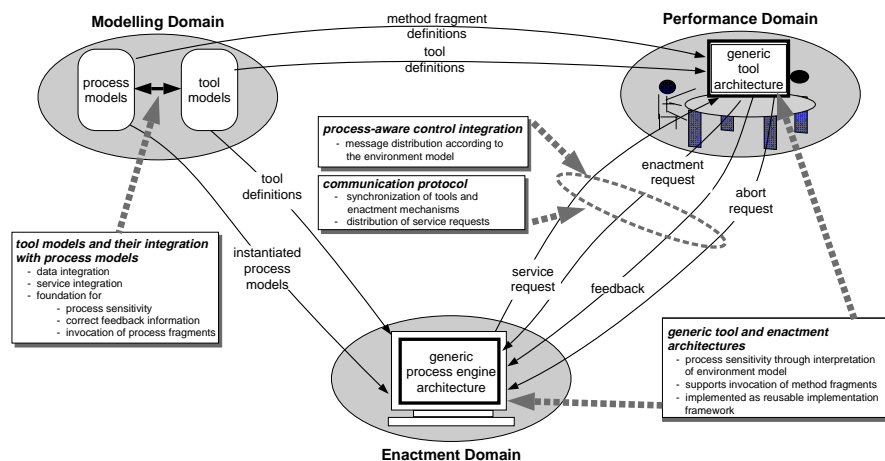 Modelling Domain
method fragment
definitions
tool
definitions
Performance Domain
process
models
tool
models
generic
tool
architecture
process-aware control integration
- message distribution according
to the environment model
communication protocol
- synchronization of tools and
enactment mechanisms
- distribution of service requests
enactment
request
abort
request
tool
definitions
instantiated
process
models
service
request
feedback
tool models and their integration
with process models
- data integration
- service integration
- foundation for
- process sensitivity
- correct feedback information
- invocation of process fragments
generic
process engine
architecture
generic tool and enactment
architectures
- process sensitivity through interpretation
of environment model
- supports invocation of method fragments
- implemented as reusable implementation
framework
Enactment Domain